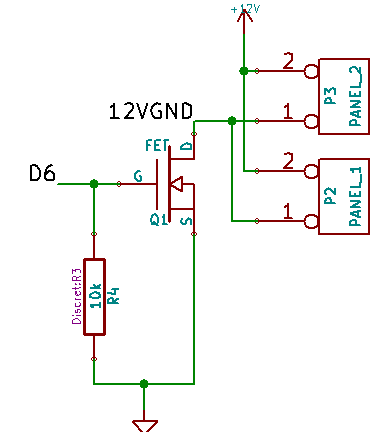 +12V
2
P3
PANEL_2
1
12VGND
FET
D
2
P2
PANEL_1
D6
G
Q1
S
1
Discret:R3
10k
R4